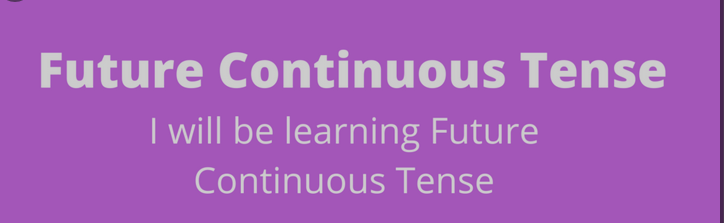 Future Continuous Tense
I will be learning Future
Continuous Tense